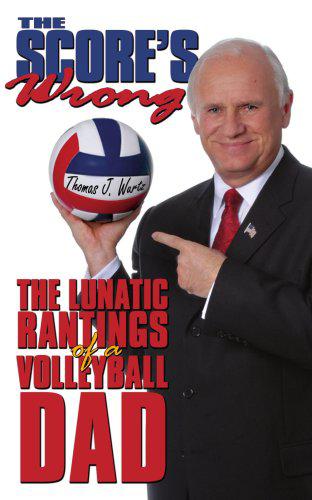 THE
SCORE'S
Wrong
Thomas J. Wurtz
THE LUNATIC
RANTINGS
of a
VOLLEYBALL
DAD